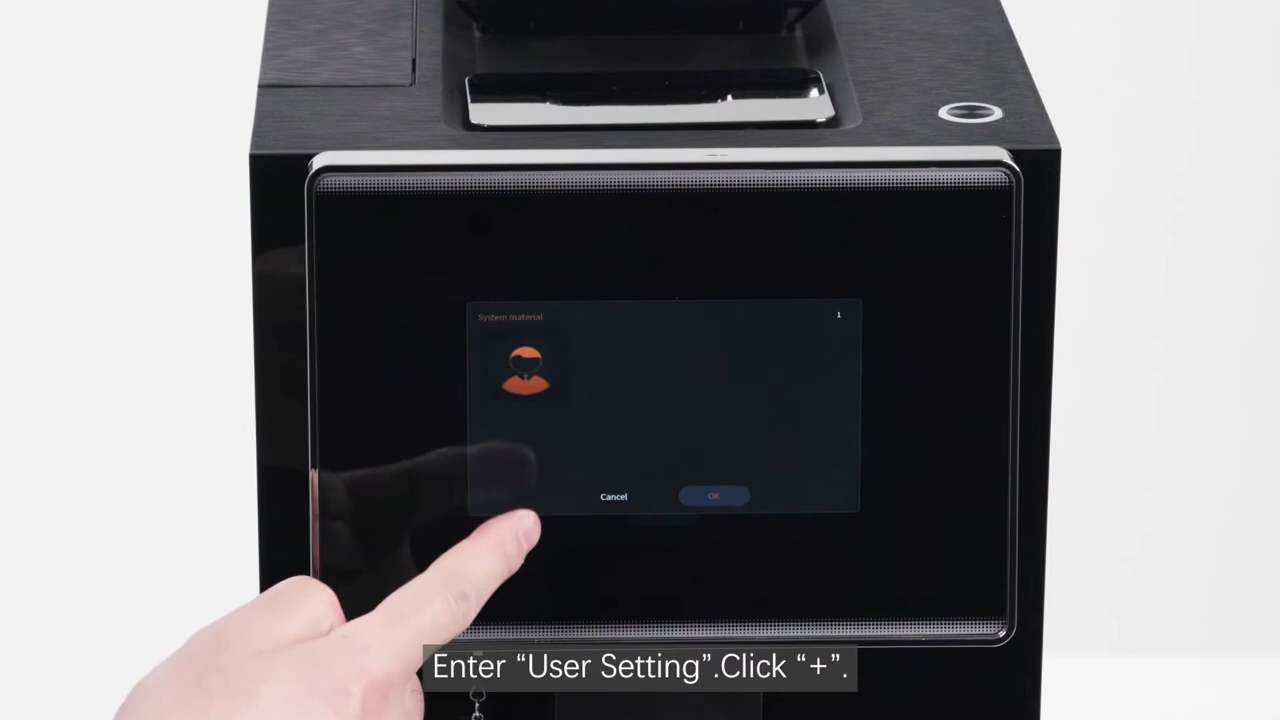 System material
1
Cancel
OK
Enter “User Setting”.Click “+”.